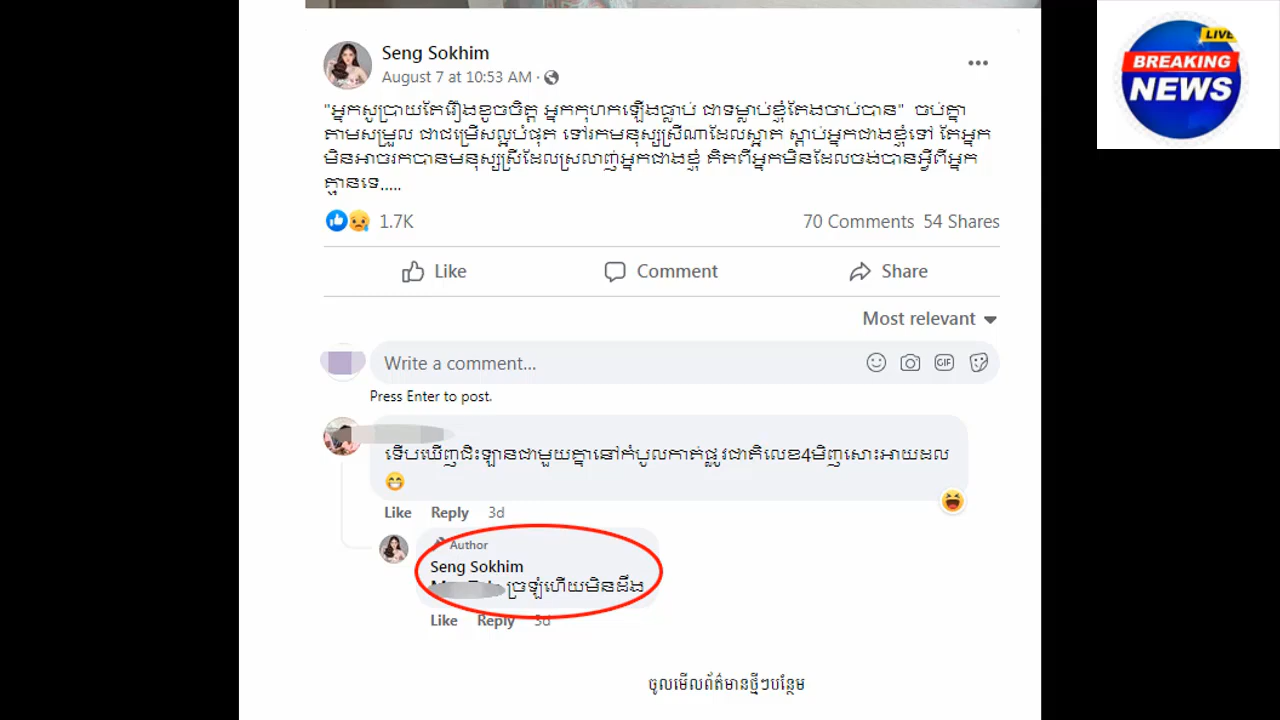 LIVE
BREAKING
NEWS
Seng Sokhim
August 7 at 10:53 AM ·
"អ្នកសូប្រាយតែរឿងខូចចិត្ត អ្នកកុហកឡើងធ្លាប់ ជាទម្លាប់ខ្ញុំតែងចាប់បាន" ចប់គ្នា
តាមសម្រួល ជាជម្រើសល្អបំផុត ទៅរកមនុស្សស្រីណាដែលស្អាត ស្ដាប់អ្នកជាងខ្ញុំទៅ តែអ្នក
មិនអាចរកបានមនុស្សស្រីដែលស្រលាញ់អ្នកជាងខ្ញុំ គិតពីអ្នកមិនដែលចង់បានអ្វីពីអ្នក
គ្មានទេ.....
1.7K
70 Comments 54 Shares
Like
Comment
Share
Most relevant
Write a comment...
GIF
Press Enter to post.
ទើបឃើញជិះឡានជាមួយគ្នានៅកំបូលកាត់ផ្លូវជាតិលេខ4មិញសោះអាយដល
Like Reply 3d
Author
Seng Sokhim
ច្រឡំហើយមិនដឹង
Like Reply 3d
ចូលមើលព័ត៌មានថ្មីៗបន្ថែម